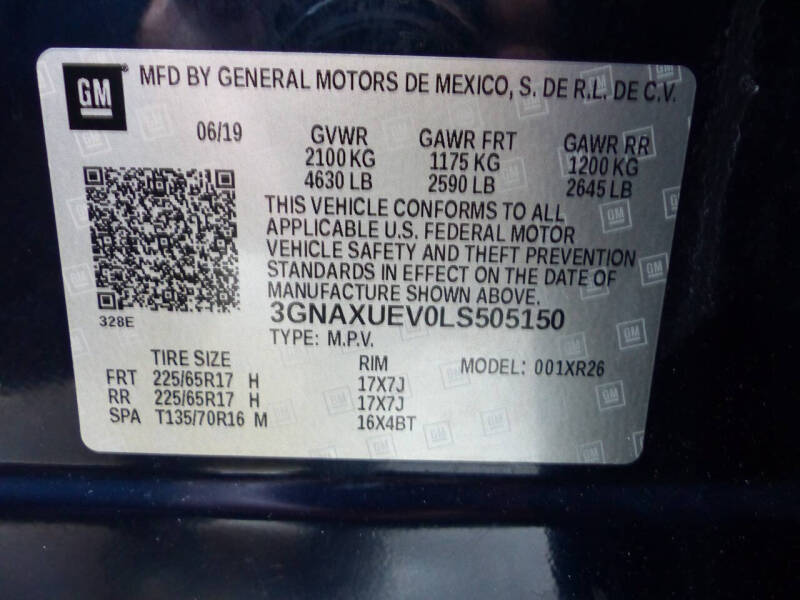 GM
MFD BY GENERAL MOTORS DE MEXICO, S. DE R.L. DE C.V.
06/19 GVWR GAWR FRT GAWR RR
2100 KG 1175 KG 1200 KG
4630 LB 2590 LB 2645 LB
THIS VEHICLE CONFORMS TO ALL
APPLICABLE U.S. FEDERAL MOTOR
VEHICLE SAFETY AND THEFT PREVENTION
STANDARDS IN EFFECT ON THE DATE OF
MANUFACTURE SHOWN ABOVE.
3GNAXUEV0LS505150
328E
TYPE: M.P.V.
TIRE SIZE RIM MODEL: 001XR26
FRT 225/65R17 H 17X7J
RR 225/65R17 H 17X7J
SPA T135/70R16 M 16X4BT